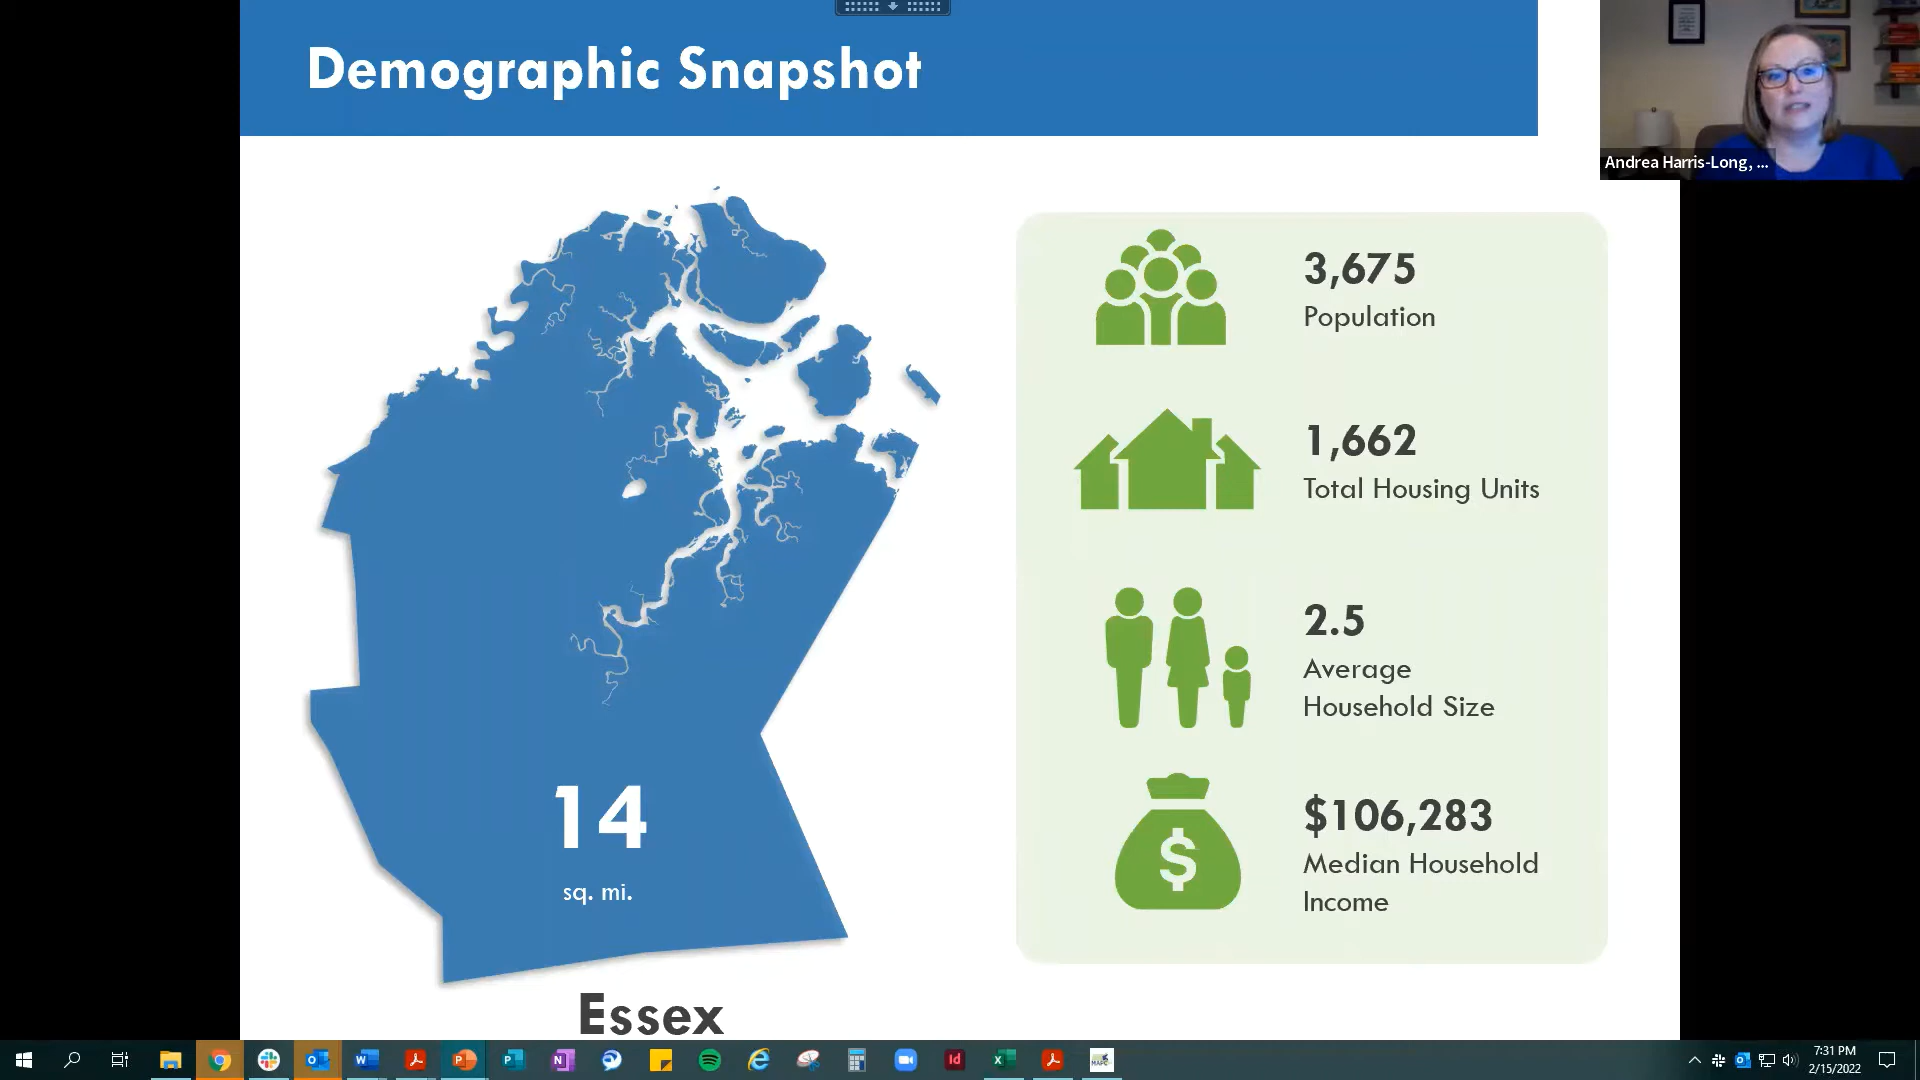 Demographic Snapshot
Andrea Harris-Long, ...
3,675
Population
1,662
Total Housing Units
2.5
Average
Household Size
$106,283
Median Household
Income
$
14
sq. mi.
Essex
7:31 PM
2/15/2022